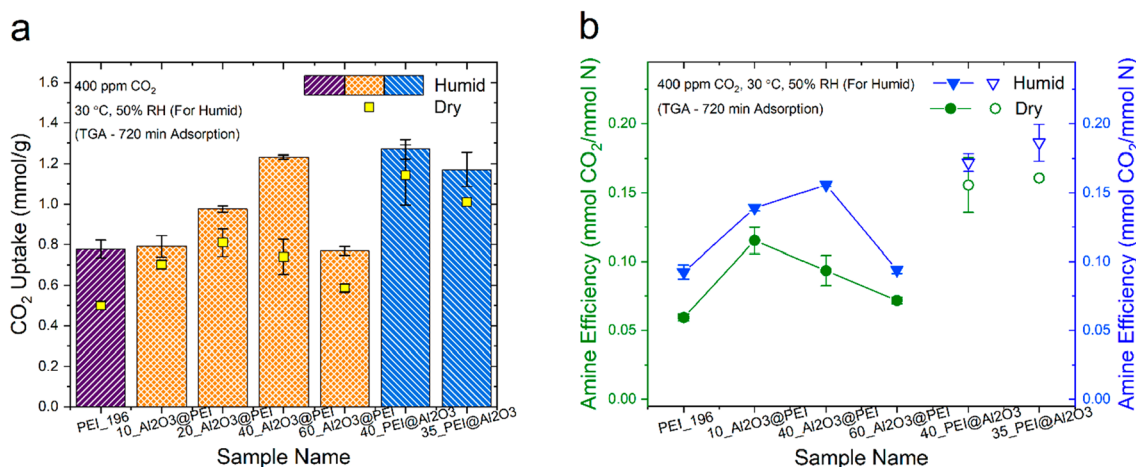 a
400 ppm CO2
30 °C, 50% RH (For Humid)
(TGA - 720 min Adsorption)
Humid
Dry
CO2 Uptake (mmol/g)
1.6
1.4
1.2
1.0
0.8
0.6
0.4
0.2
0.0
PEI_196
10_Al2O3@PEI
20_Al2O3@PEI
40_Al2O3@PEI
60_Al2O3@PEI
40_PEI@Al2O3
35_PEI@Al2O3
Sample Name
b
400 ppm CO2, 30 °C, 50% RH (For Humid)
(TGA - 720 min Adsorption)
Humid
Dry
Amine Efficiency (mmol CO2/mmol N)
0.20
0.15
0.10
0.05
0.00
PEI_196
10_Al2O3@PEI
40_Al2O3@PEI
60_Al2O3@PEI
40_PEI@Al2O3
35_PEI@Al2O3
Sample Name
0.20
0.15
0.10
0.05
0.00
Amine Efficiency (mmol CO2/mmol N)